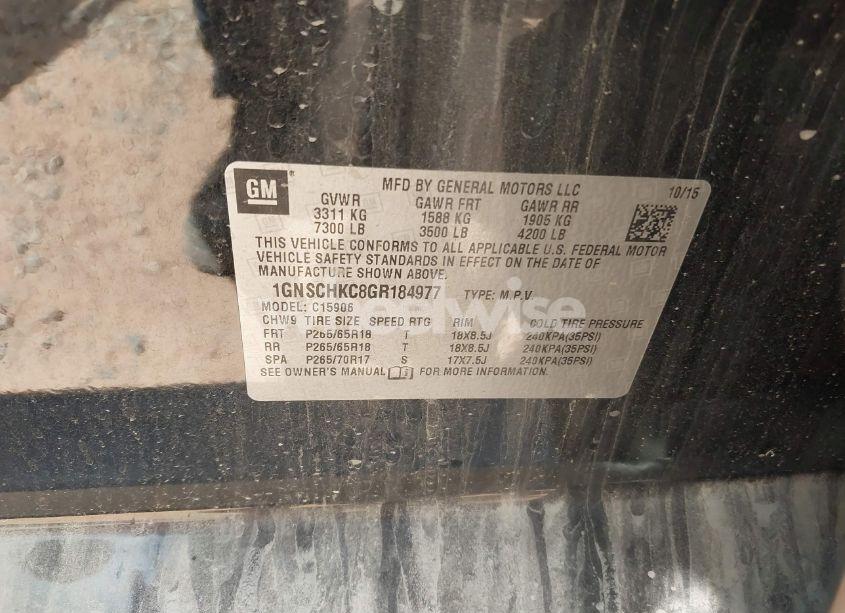 GM
MFD BY GENERAL MOTORS LLC 10/15
GVWR GAWR FRT GAWR RR
3311 KG 1588 KG 1905 KG
7300 LB 3500 LB 4200 LB
THIS VEHICLE CONFORMS TO ALL APPLICABLE U.S. FEDERAL MOTOR
VEHICLE SAFETY STANDARDS IN EFFECT ON THE DATE OF
MANUFACTURE SHOWN ABOVE.
1GNSCHKC8GR184977 TYPE: M.P.V.
MODEL: C15906
CHW9 TIRE SIZE SPEED RTG RIM COLD TIRE PRESSURE
FRT P265/65R18 T 18X8.5J 240KPA(35PSI)
RR P265/65R18 T 18X8.5J 240KPA(35PSI)
SPA P265/70R17 S 17X7.5J 240KPA(35PSI)
SEE OWNER'S MANUAL FOR MORE INFORMATION.